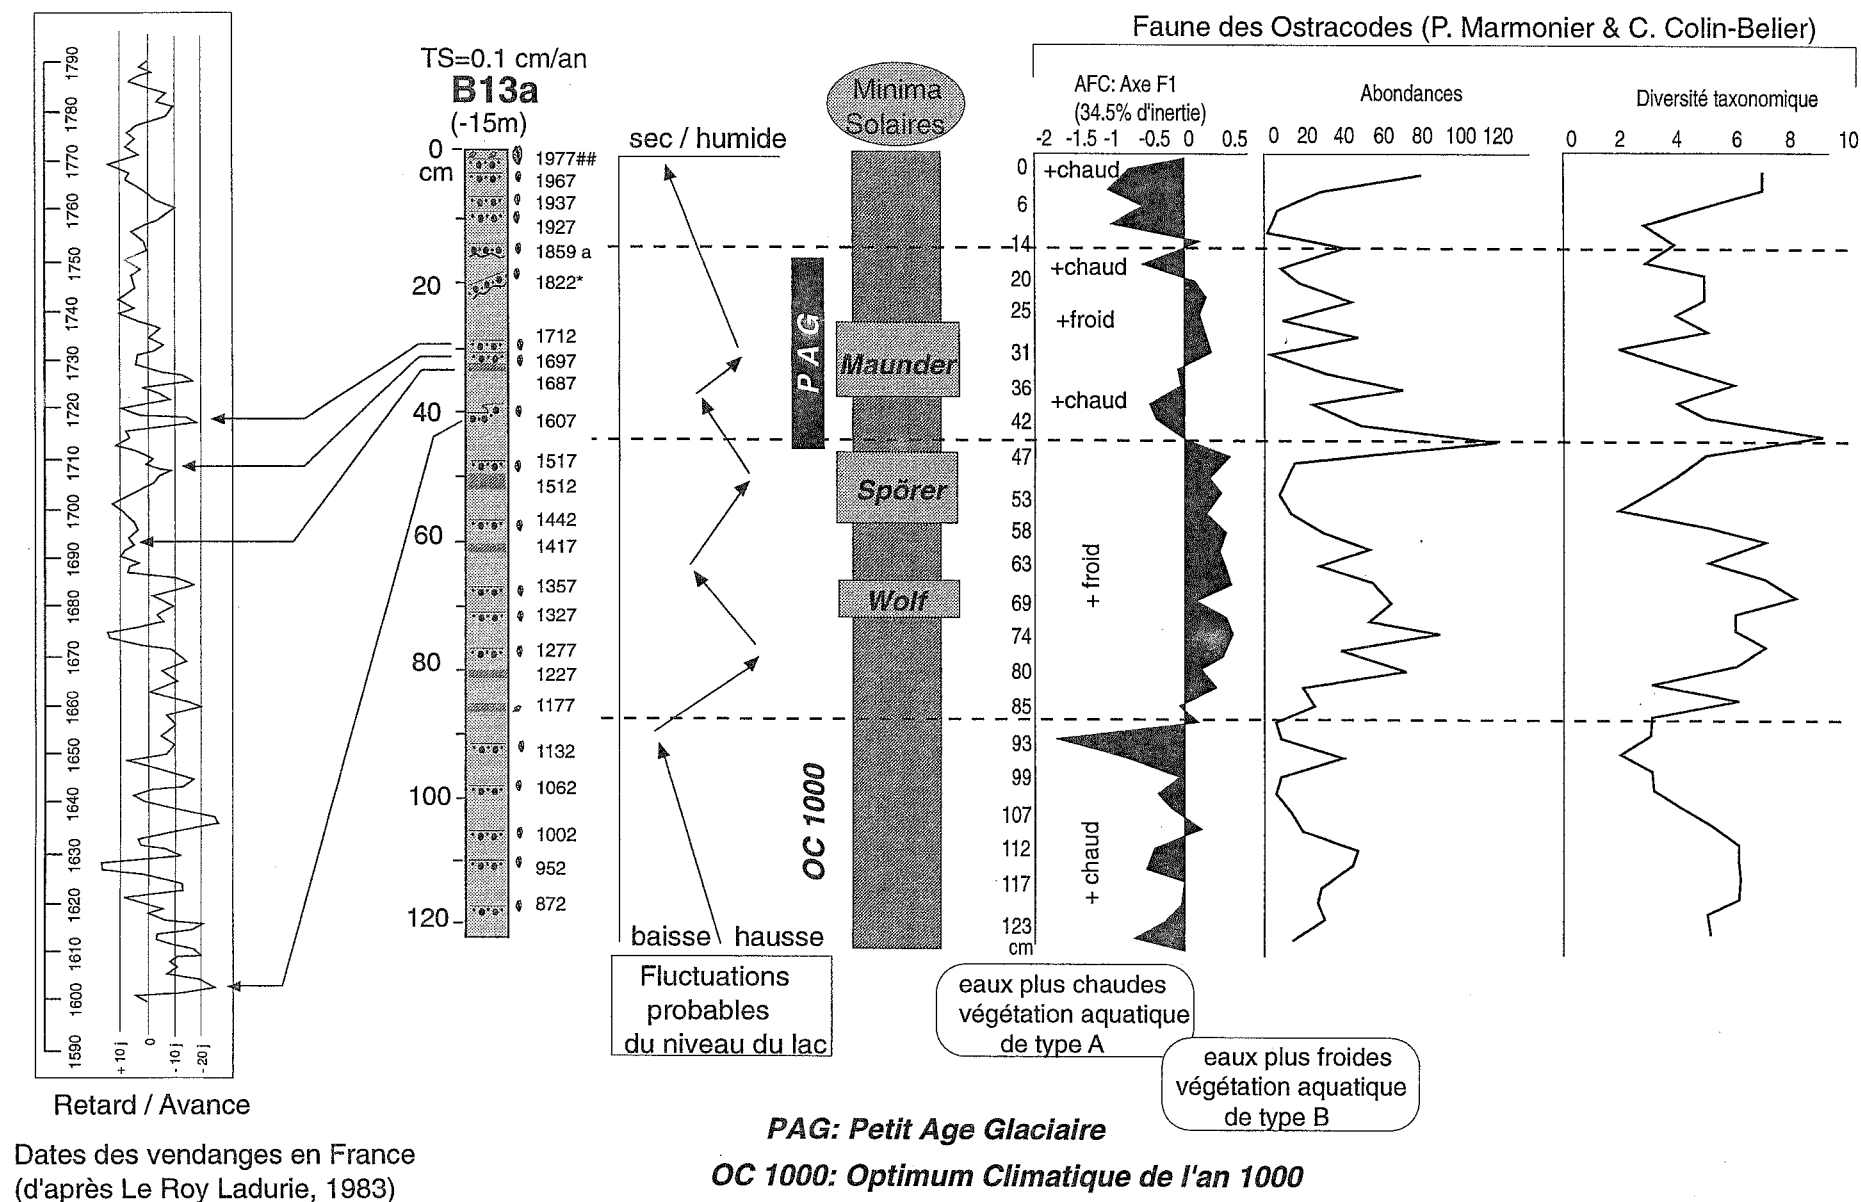 Faune des Ostracodes (P. Marmonier & C. Colin-Belier)
1790
1780
1770
1760
1750
1740
1730
1720
1710
1700
1690
1680
1670
1660
1650
1640
1630
1620
1610
1600
1590
+ 10 j
0
- 10 j
- 20 j
Retard / Avance
Dates des vendanges en France
(d'après Le Roy Ladurie, 1983)
TS=0.1 cm/an
B13a
(-15m)
0
cm
20
40
60
80
100
120
1977##
1967
1937
1927
1859 a
1822*
1712
1697
1687
1607
1517
1512
1442
1417
1357
1327
1277
1227
1177
1132
1062
1002
952
872
sec / humide
baisse hausse
Fluctuations
probables
du niveau du lac
PAG
OC 1000
Minima
Solaires
Maunder
Spörer
Wolf
AFC: Axe F1
(34.5% d'inertie)
-2 -1.5 -1 -0.5 0 0.5
0
6
14
20
25
31
36
42
47
53
58
63
69
74
80
85
93
99
107
112
117
123
cm
+chaud
+chaud
+froid
+chaud
+ froid
+ chaud
Abondances
0 20 40 60 80 100 120
Diversité taxonomique
0 2 4 6 8 10
eaux plus chaudes
végétation aquatique
de type A
eaux plus froides
végétation aquatique
de type B
PAG: Petit Age Glaciaire
OC 1000: Optimum Climatique de l'an 1000